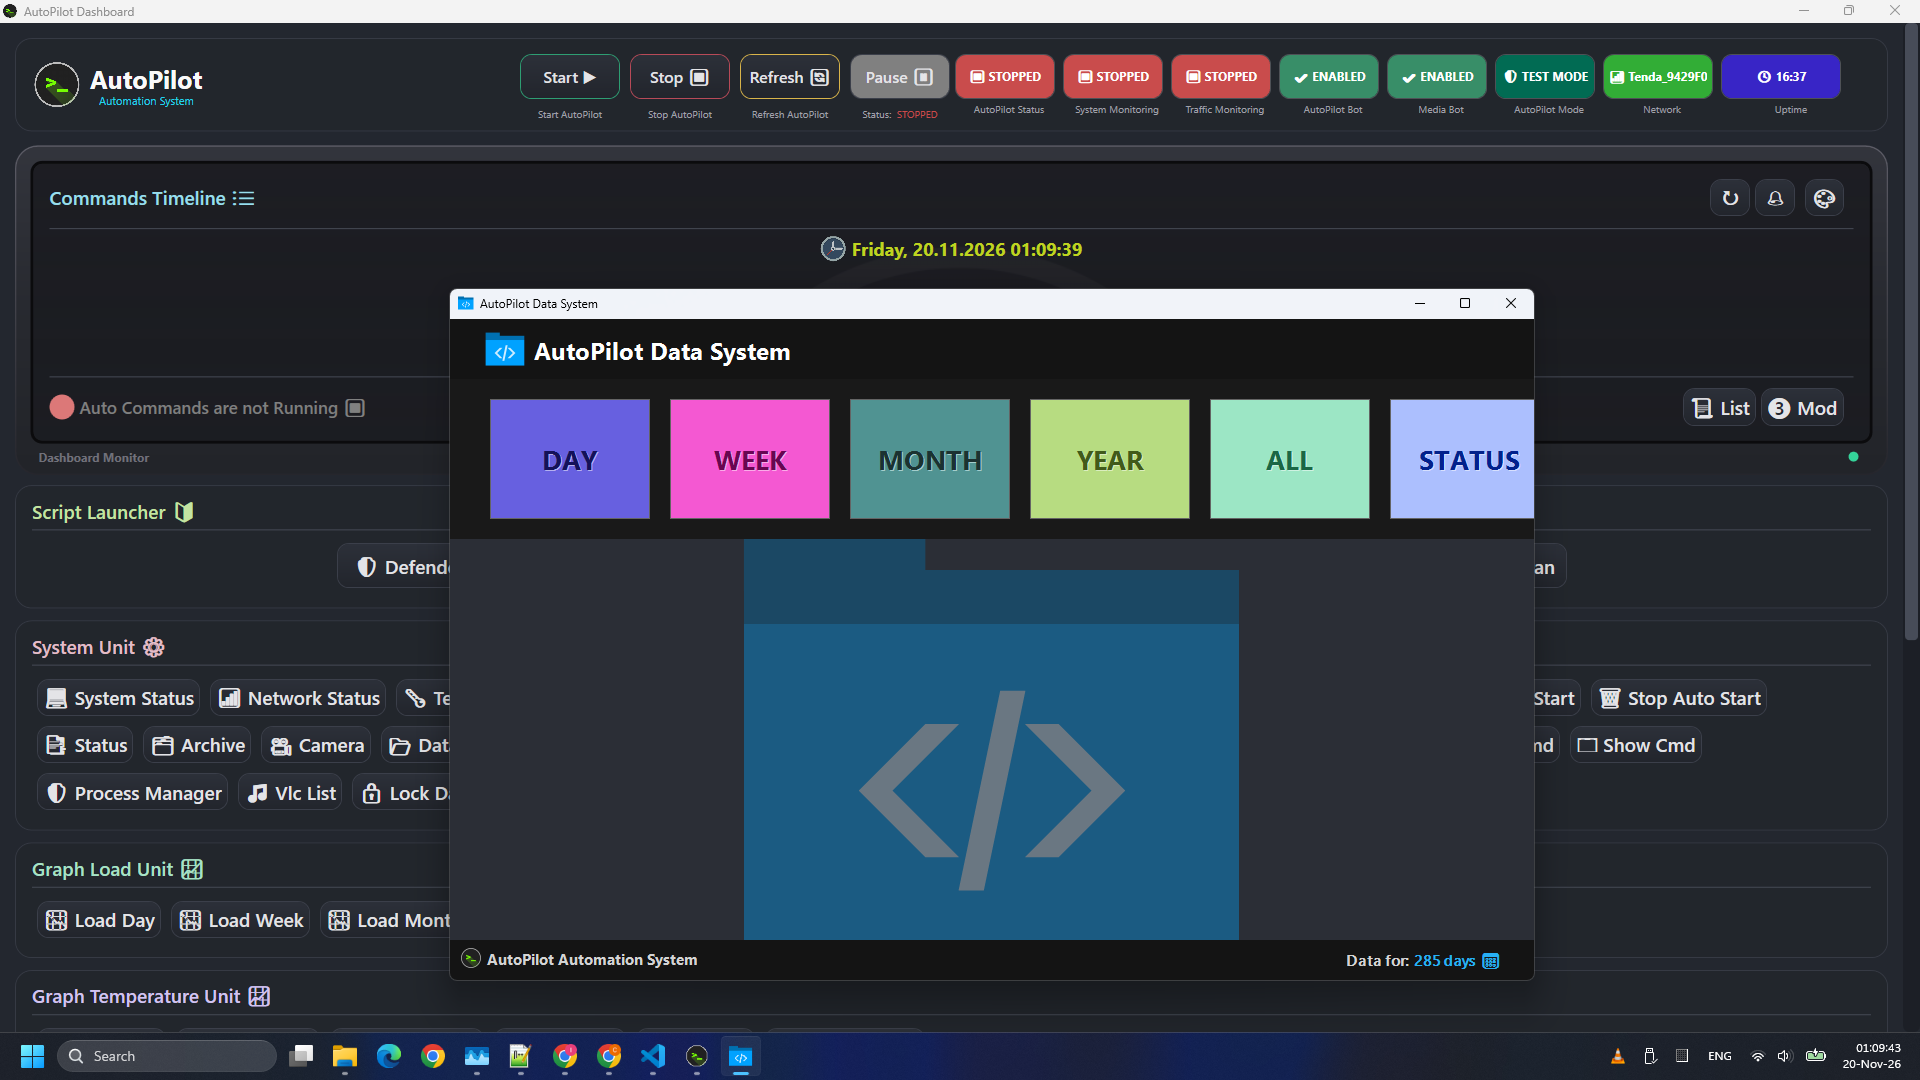 AutoPilot Dashboard
AutoPilot
Automation System
Start
Stop
Refresh
Pause
STOPPED
STOPPED
STOPPED
ENABLED
ENABLED
TEST MODE
Tenda_9429F0
16:37
Start AutoPilot
Stop AutoPilot
Refresh AutoPilot
Status: STOPPED
AutoPilot Status
System Monitoring
Traffic Monitoring
AutoPilot Bot
Media Bot
AutoPilot Mode
Network
Uptime
Commands Timeline
Friday, 20.11.2026 01:09:39
Auto Commands are not Running
List
3 Mod
Dashboard Monitor
AutoPilot Data System
AutoPilot Data System
DAY
WEEK
MONTH
YEAR
ALL
STATUS
</>
AutoPilot Automation System
Data for: 285 days
Script Launcher
System Unit
System Status
Network Status
Start
Stop Auto Start
Status
Archive
Camera
Show Cmd
Process Manager
Vlc List
Lock
Graph Load Unit
Load Day
Load Week
Load
Graph Temperature Unit
Search
ENG
01:09:43
20-Nov-26